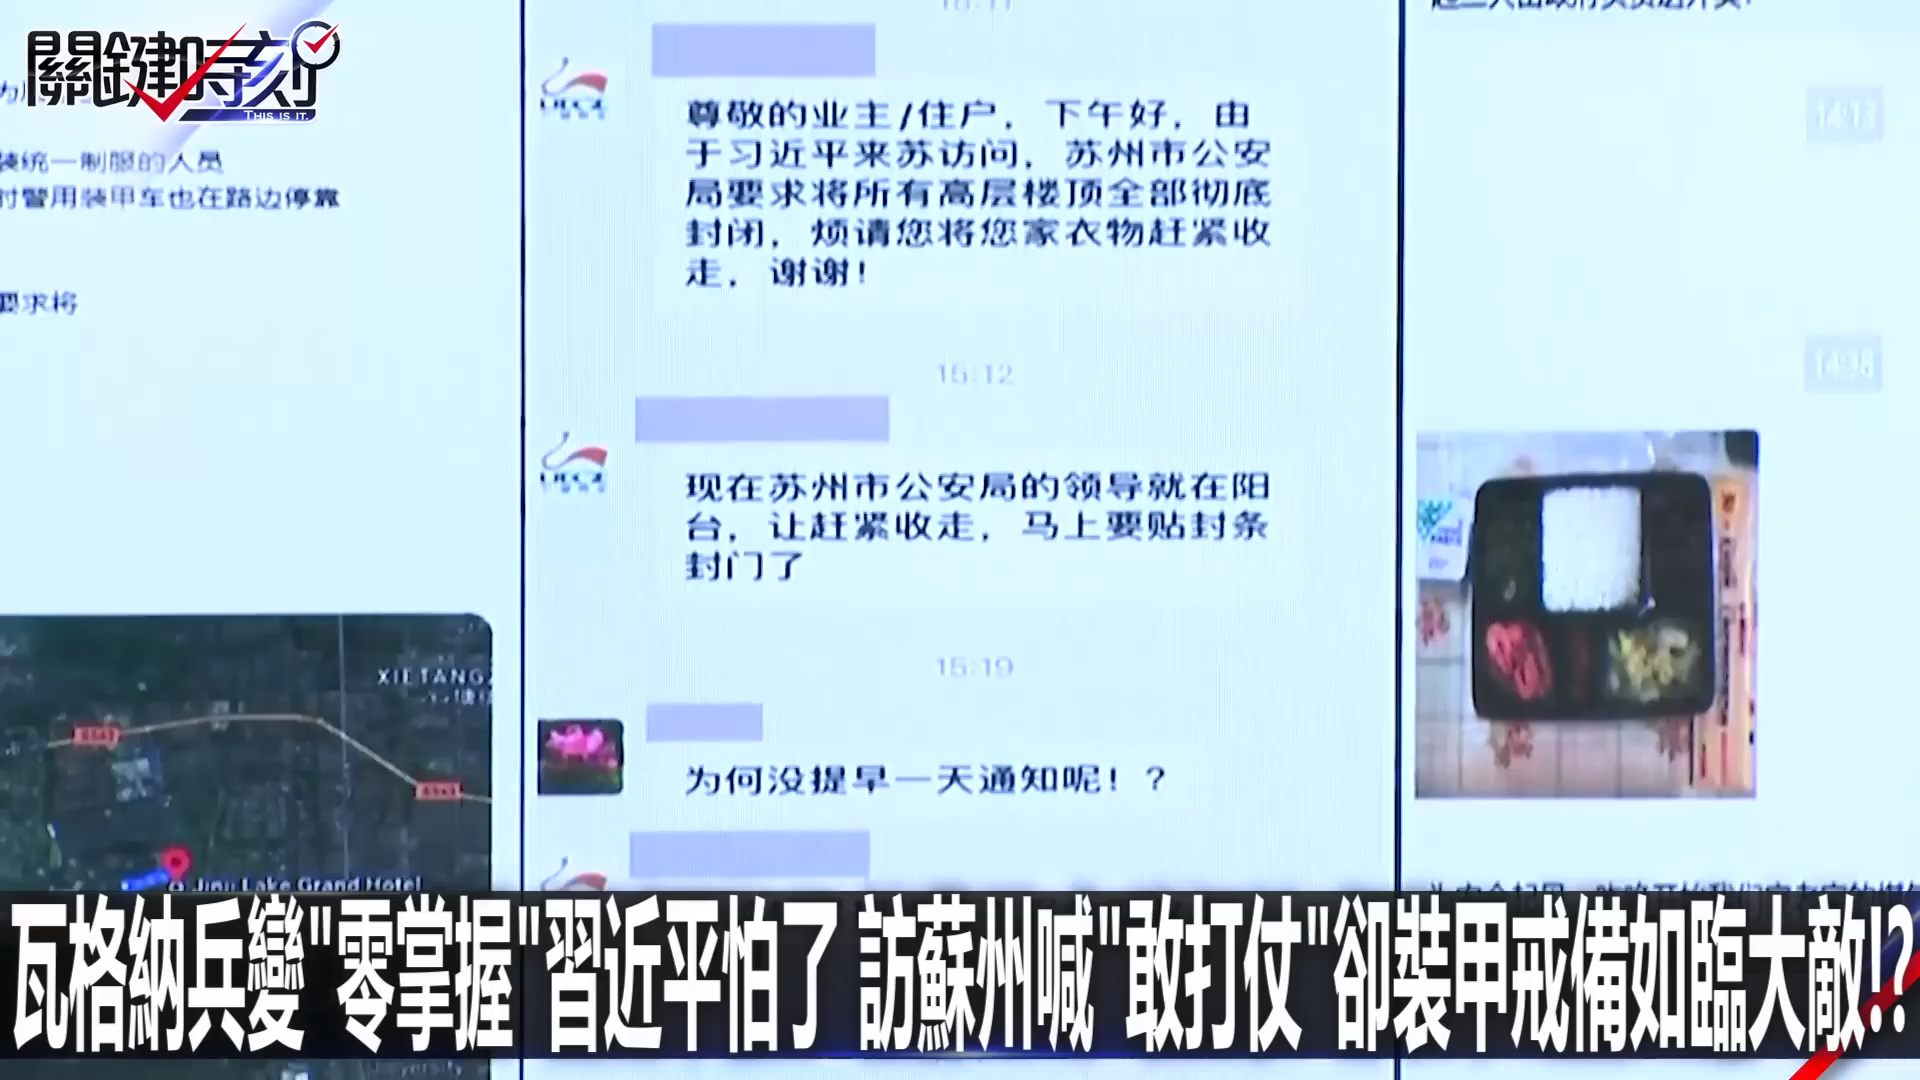 關鍵時刻
THIS IS IT.
装统一制服的人员
时警用装甲车也在路边停靠
要求将
尊敬的业主/住户，下午好，由
于习近平来苏访问，苏州市公安
局要求将所有高层楼顶全部彻底
封闭，烦请您将您家衣物赶紧收
走，谢谢！
15:12
现在苏州市公安局的领导就在阳
台，让赶紧收走，马上要贴封条
封门了
15:19
为何没提早一天通知呢！？
14:13
14:38
XIETANG
Jinji Lake Grand Hotel
瓦格納兵變"零掌握"習近平怕了 訪蘇州喊"敢打仗"卻裝甲戒備如臨大敵!?